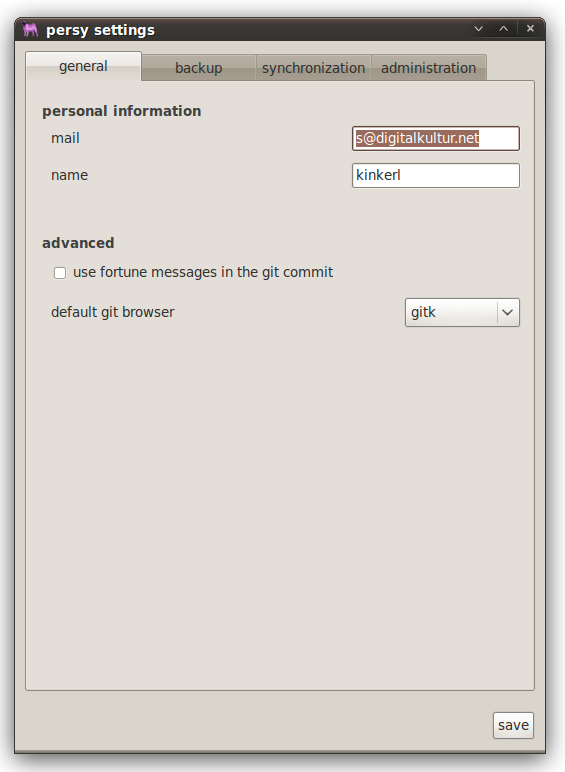 persy settings
general backup synchronization administration
personal information
mail s@digitalkultur.net
name kinkerl
advanced
use fortune messages in the git commit
default git browser gitk
save